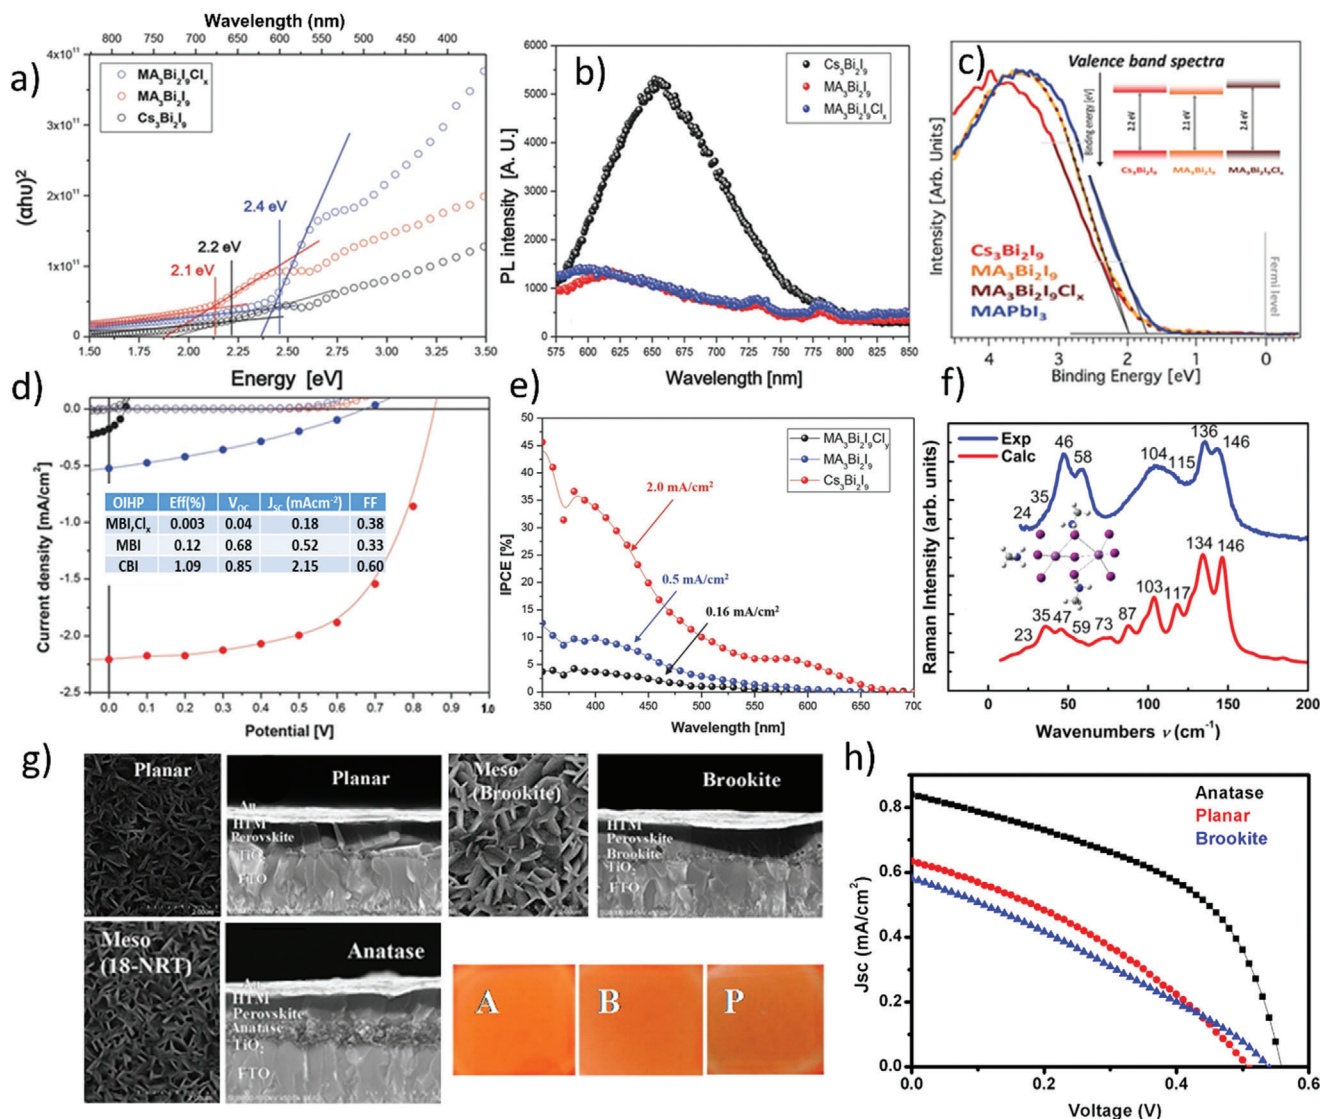 a)
Wavelength (nm)
800 750 700 650 600 550 500 450 400
MA₃Bi₂I₉Clₓ
MA₃Bi₂I₉
Cs₃Bi₂I₉
(αhυ)²
4x10¹¹
3x10¹¹
2x10¹¹
1x10¹¹
0
2.4 eV
2.2 eV
2.1 eV
1.50 1.75 2.00 2.25 2.50 2.75 3.00 3.25 3.50
Energy [eV]
b)
Cs₃Bi₂I₉
MA₃Bi₂I₉
MA₃Bi₂I₉Clₓ
PL intensity [A. U.]
6000
5500
5000
4500
4000
3500
3000
2500
2000
1500
1000
500
0
575 600 625 650 675 700 725 750 775 800 825 850
Wavelength [nm]
c)
Valence band spectra
Binding energy [eV]
2.2 eV
2.1 eV
2.4 eV
Cs₃Bi₂I₉ MA₃Bi₂I₉ MA₃Bi₂I₉Clₓ
Intensity [Arb. Units]
Cs₃Bi₂I₉
MA₃Bi₂I₉
MA₃Bi₂I₉Clₓ
MAPbI₃
Fermi level
4 3 2 1 0
Binding Energy [eV]
d)
Current density [mA/cm²]
0.0
-0.5
-1.0
-1.5
-2.0
-2.5
OIHP Eff(%) V_OC J_SC (mAcm⁻²) FF
MBI,Clₓ 0.003 0.04 0.18 0.38
MBI 0.12 0.68 0.52 0.33
CBI 1.09 0.85 2.15 0.60
0.0 0.1 0.2 0.3 0.4 0.5 0.6 0.7 0.8 0.9 1.0
Potential [V]
e)
MA₃Bi₂I₉Clᵧ
MA₃Bi₂I₉
Cs₃Bi₂I₉
IPCE [%]
50
45
40
35
30
25
20
15
10
5
0
2.0 mA/cm²
0.5 mA/cm²
0.16 mA/cm²
350 400 450 500 550 600 650 700
Wavelength [nm]
f)
Exp
Calc
Raman Intensity (arb. units)
24 35 46 58 104 115 136 146
23 35 47 59 73 87 103 117 134 146
0 50 100 150 200
Wavenumbers ν (cm⁻¹)
g)
Planar
Planar
Au
HTM
Perovskite
TiO₂
FTO
Meso
(Brookite)
Brookite
HTM
Perovskite
Brookite
TiO₂
FTO
Meso
(18-NRT)
Anatase
Au
HTM
Perovskite
Anatase
TiO₂
FTO
A
B
P
h)
Anatase
Planar
Brookite
Jsc (mA/cm²)
0.8
0.6
0.4
0.2
0.0
0.0 0.2 0.4 0.6
Voltage (V)